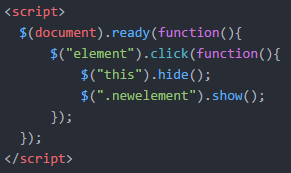 <script>
  $(document).ready(function(){
      $("element").click(function(){
          $("this").hide();
          $(".newelement").show();
      });
  });
</script>